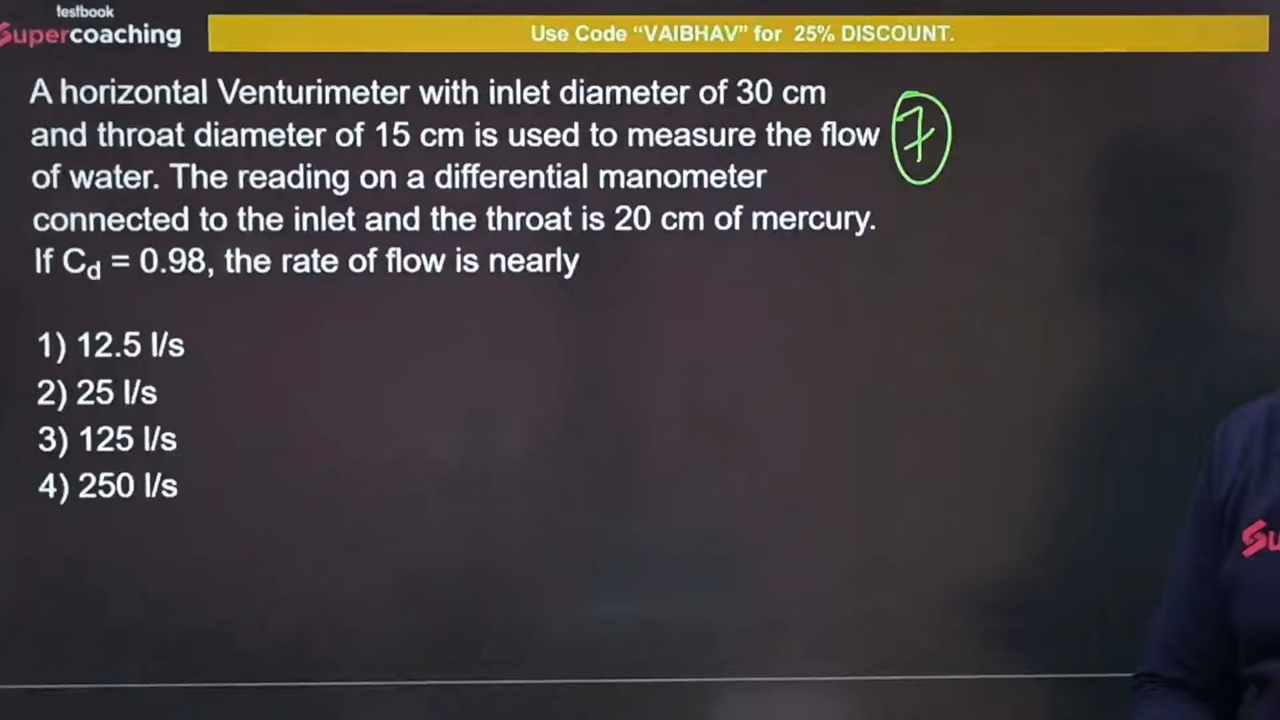 testbook
Supercoaching
Use Code “VAIBHAV” for 25% DISCOUNT.
A horizontal Venturimeter with inlet diameter of 30 cm
and throat diameter of 15 cm is used to measure the flow
7
of water. The reading on a differential manometer
connected to the inlet and the throat is 20 cm of mercury.
If Cd = 0.98, the rate of flow is nearly
1) 12.5 l/s
2) 25 l/s
3) 125 l/s
4) 250 l/s
Su